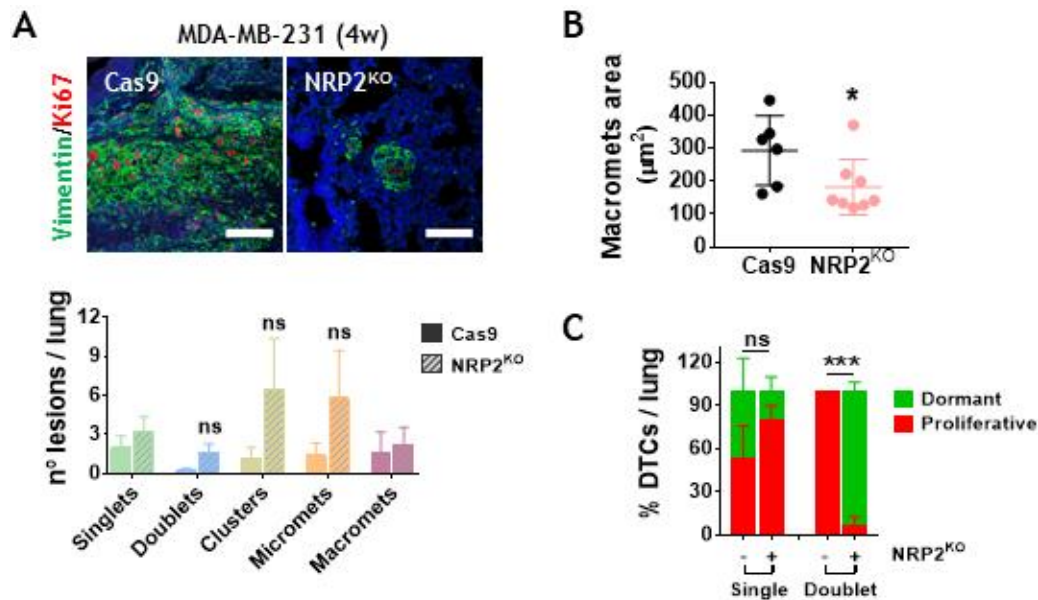 A
MDA-MB-231 (4w)
Vimentin/Ki67
Cas9
NRP2KO
nº lesions / lung
12
9
6
3
0
ns
ns
ns
Cas9
NRP2KO
Singlets
Doublets
Clusters
Micromets
Macromets
B
Macromets area
(µm2)
500
400
300
200
100
0
*
Cas9
NRP2KO
C
% DTCs / lung
120
90
60
30
0
ns
***
Dormant
Proliferative
- + - + NRP2KO
Single
Doublet